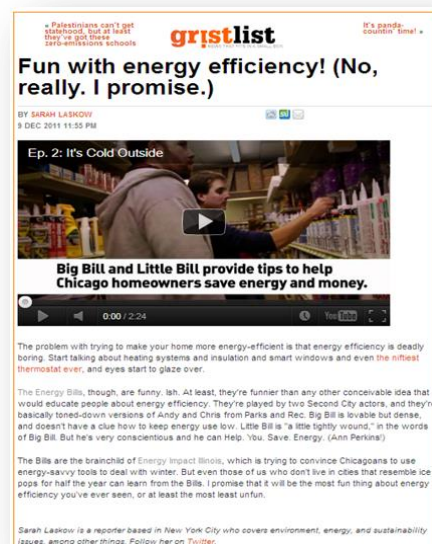 « Palestinians can't get
statehood, but at least
they've got these
zero-emissions schools
gristlist
It's panda-
countin' time! »
Fun with energy efficiency! (No,
really. I promise.)
BY SARAH LASKOW
9 DEC 2011 11:55 PM
Ep. 2: It's Cold Outside
Big Bill and Little Bill provide tips to help
Chicago homeowners save energy and money.
0:00 / 2:24
YouTube
The problem with trying to make your home more energy-efficient is that energy efficiency is deadly
boring. Start talking about heating systems and insulation and smart windows and even the niftiest
thermostat ever, and eyes start to glaze over.
The Energy Bills, though, are funny. Ish. At least, they're funnier than any other conceivable idea that
would educate people about energy efficiency. They're played by two Second City actors, and they're
basically toned-down versions of Andy and Chris from Parks and Rec. Big Bill is lovable but dense,
and doesn't have a clue how to keep energy use low. Little Bill is "a little tightly wound," in the words
of Big Bill. But he's very conscientious and he can Help. You. Save. Energy. (Ann Perkins!)
The Bills are the brainchild of Energy Impact Illinois, which is trying to convince Chicagoans to use
energy-savvy tools to deal with winter. But even those of us who don't live in cities that resemble ice
pops for half the year can learn from the Bills. I promise that it will be the most fun thing about energy
efficiency you've ever seen, or at least the most least unfun.
Sarah Laskow is a reporter based in New York City who covers environment, energy, and sustainability
issues, among other things. Follow her on Twitter.